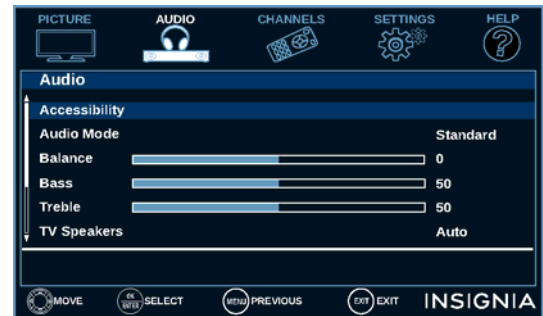 PICTURE AUDIO CHANNELS SETTINGS HELP
?
Audio
Accessibility
Audio Mode Standard
Balance 0
Bass 50
Treble 50
TV Speakers Auto
MOVE OK ENTER SELECT MENU PREVIOUS EXIT EXIT INSIGNIA